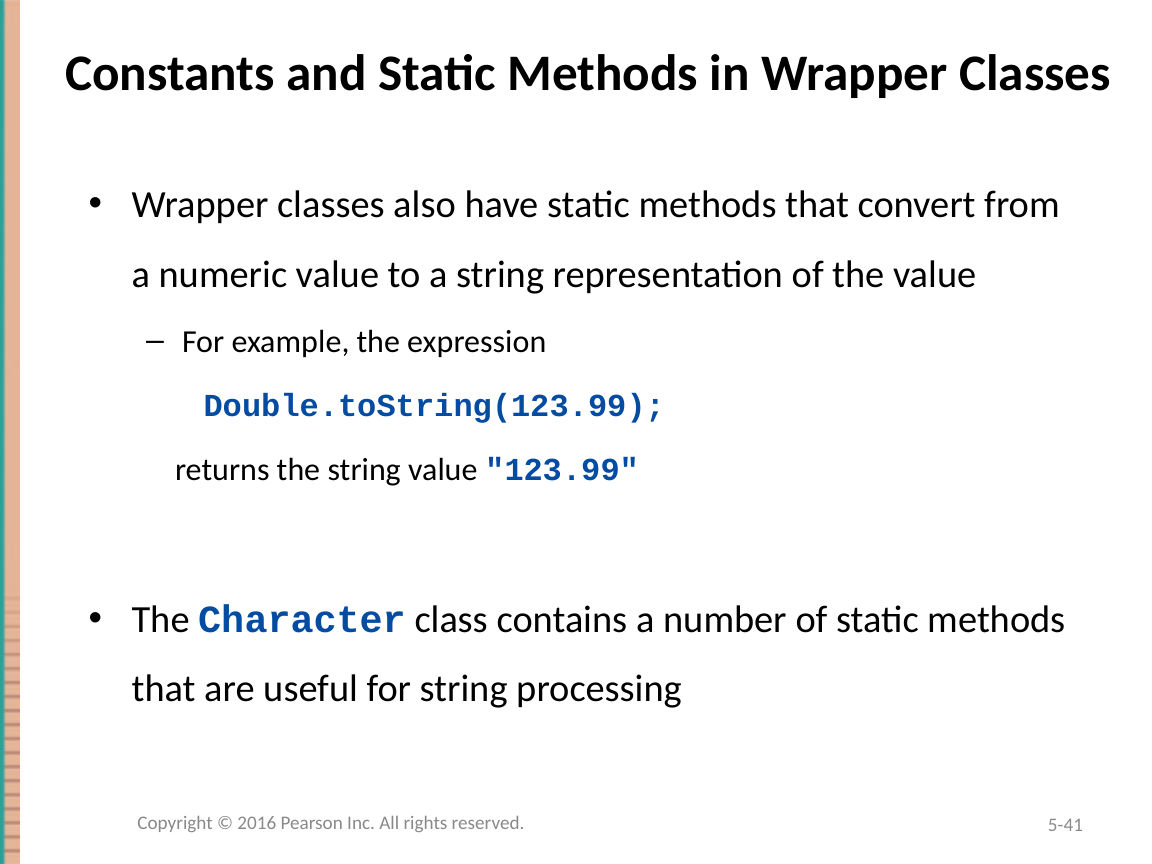 Constants and Static Methods in Wrapper Classes
• Wrapper classes also have static methods that convert from
a numeric value to a string representation of the value
– For example, the expression
Double.toString(123.99);
returns the string value "123.99"
• The Character class contains a number of static methods
that are useful for string processing
Copyright © 2016 Pearson Inc. All rights reserved.
5-41